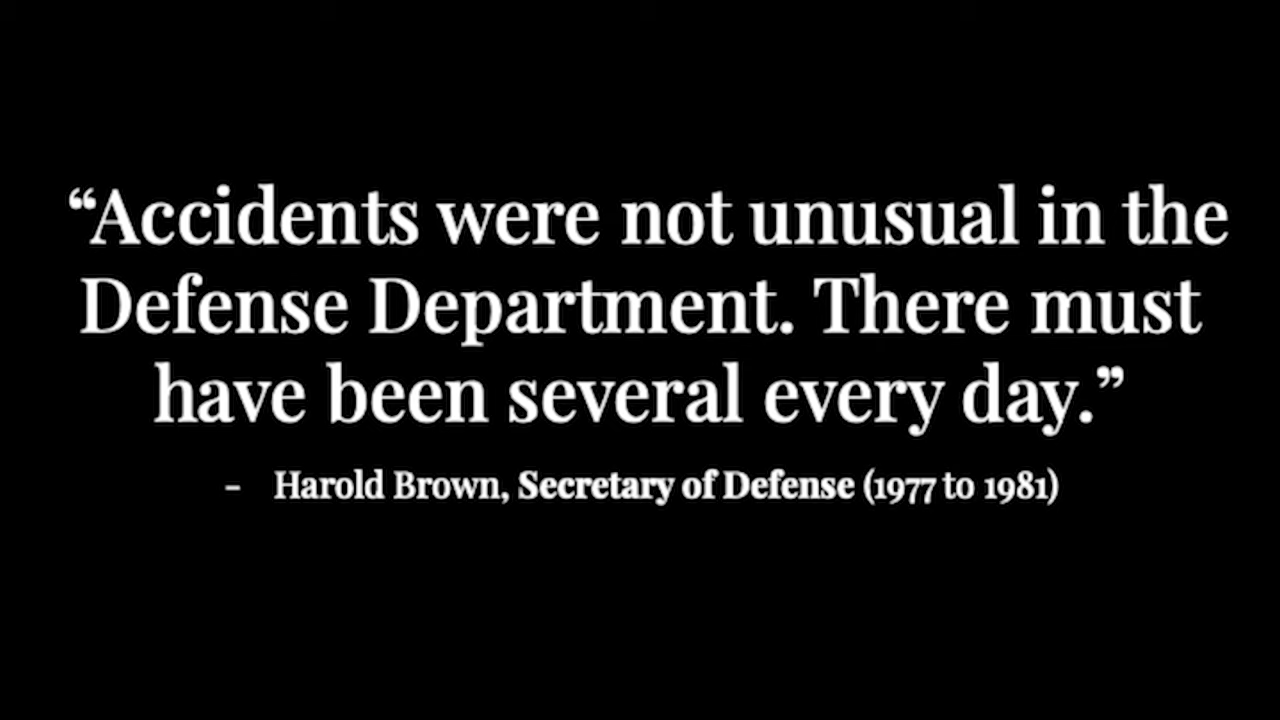 “Accidents were not unusual in the
Defense Department. There must
have been several every day.”
- Harold Brown, Secretary of Defense (1977 to 1981)